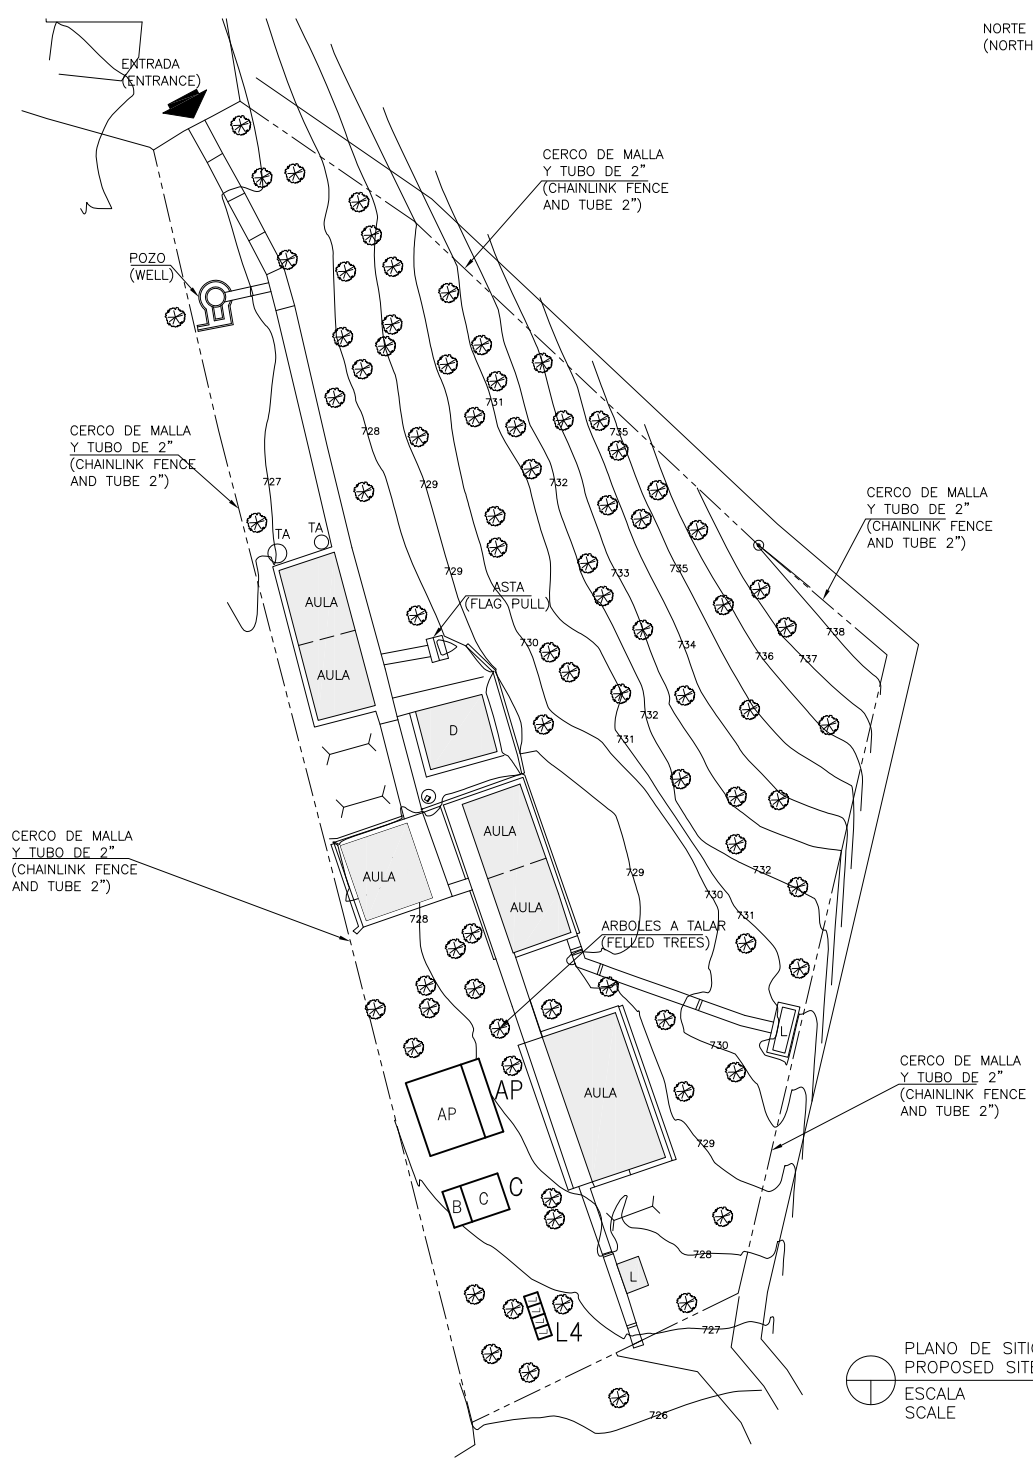 NORTE
(NORTH
ENTRADA
(ENTRANCE)
CERCO DE MALLA
Y TUBO DE 2"
(CHAINLINK FENCE
AND TUBE 2")
POZO
(WELL)
731
735
728
CERCO DE MALLA
Y TUBO DE 2"
(CHAINLINK FENCE
AND TUBE 2")
727
729
732
CERCO DE MALLA
Y TUBO DE 2"
(CHAINLINK FENCE
AND TUBE 2")
TA
TA
729
733
735
ASTA
(FLAG PULL)
AULA
AULA
730
734
736
737
738
D
732
731
AULA
AULA
AULA
CERCO DE MALLA
Y TUBO DE 2"
(CHAINLINK FENCE
AND TUBE 2")
729
732
730
731
728
ARBOLES A TALAR
(FELLED TREES)
L
730
CERCO DE MALLA
Y TUBO DE 2"
(CHAINLINK FENCE
AND TUBE 2")
AP
AP
AULA
729
B
C
C
728
L
L4
727
726
PLANO DE SITIO
PROPOSED SITE
ESCALA
SCALE